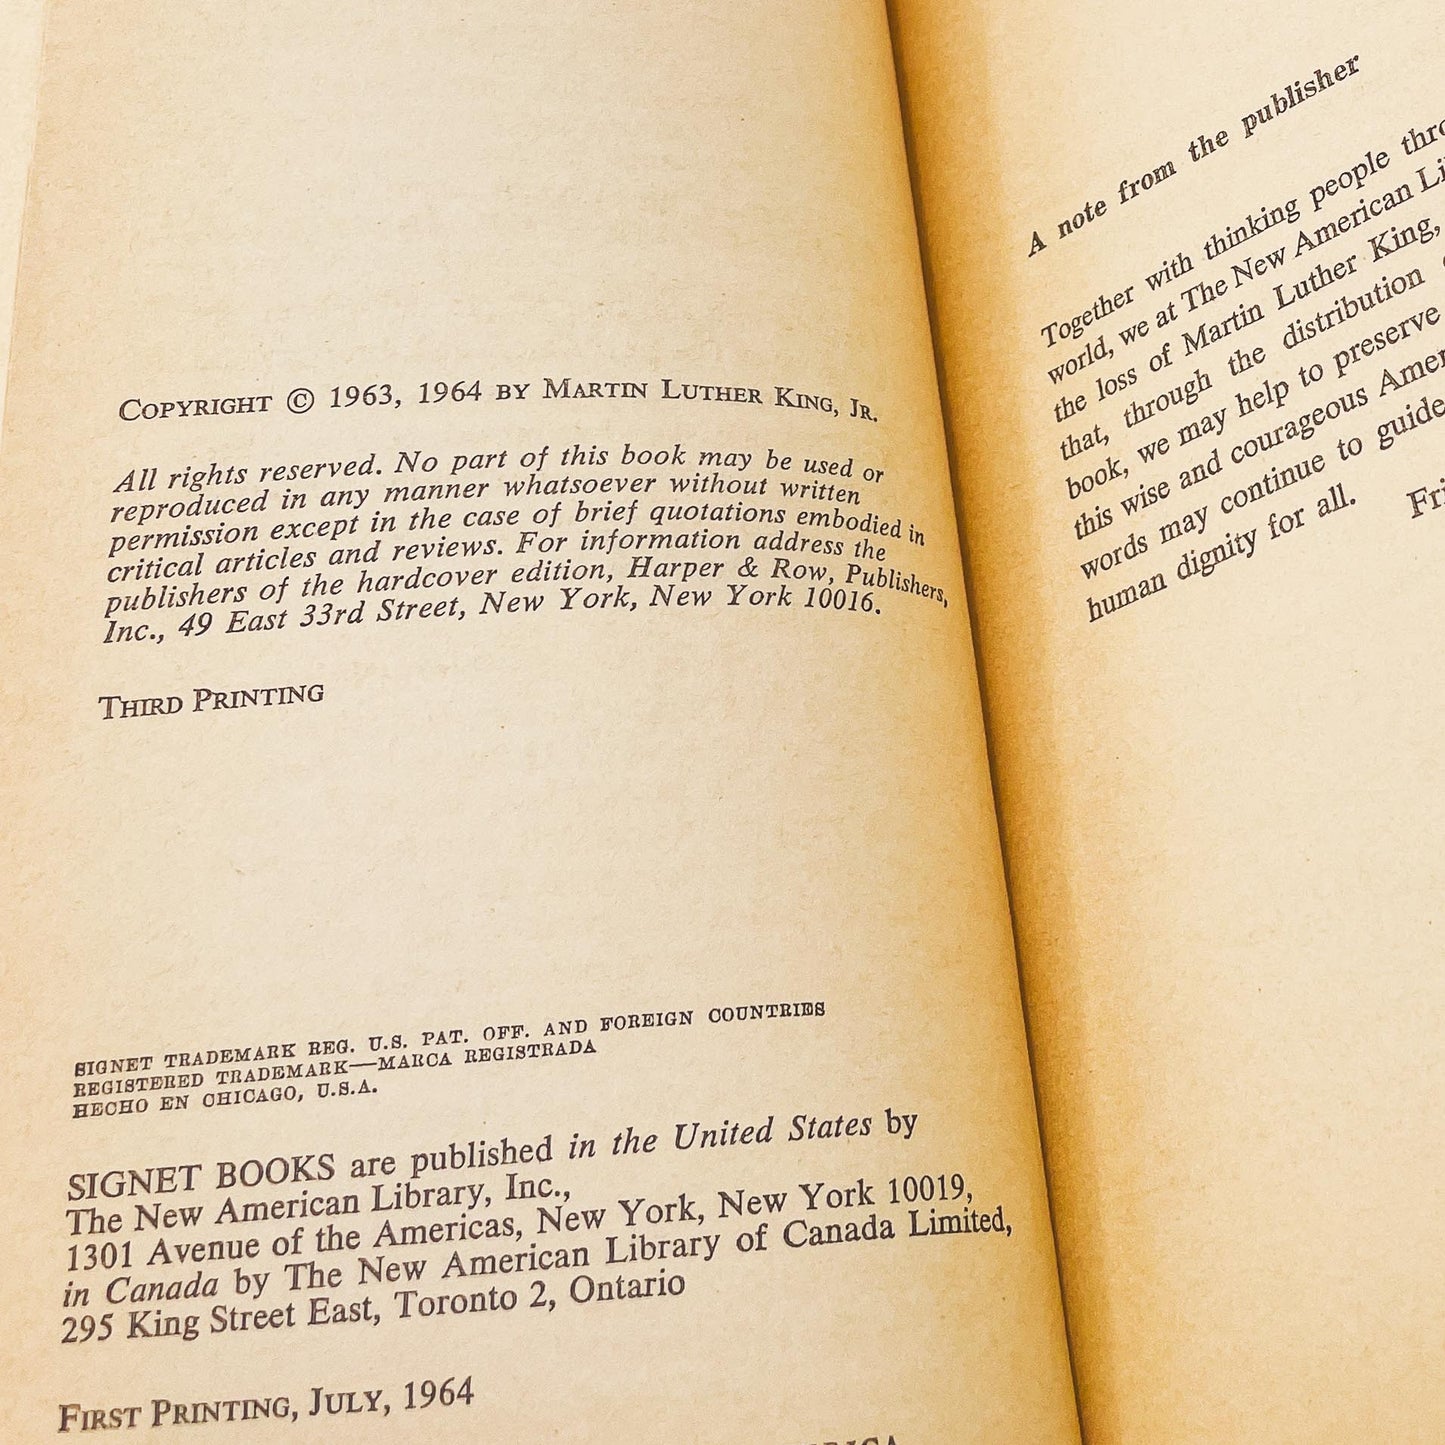 COPYRIGHT © 1963, 1964 BY MARTIN LUTHER KING, JR.
All rights reserved. No part of this book may be used or
reproduced in any manner whatsoever without written
permission except in the case of brief quotations embodied in
critical articles and reviews. For information address the
publishers of the hardcover edition, Harper & Row, Publishers,
Inc., 49 East 33rd Street, New York, New York 10016.
THIRD PRINTING
SIGNET TRADEMARK REG. U.S. PAT. OFF. AND FOREIGN COUNTRIES
REGISTERED TRADEMARK—MARCA REGISTRADA
HECHO EN CHICAGO, U.S.A.
SIGNET BOOKS are published in the United States by
The New American Library, Inc.,
1301 Avenue of the Americas, New York, New York 10019,
in Canada by The New American Library of Canada Limited,
295 King Street East, Toronto 2, Ontario
FIRST PRINTING, JULY, 1964
A note from the publisher
Together with thinking people
world, we at The New American
the loss of Martin Luther King,
that, through the distribution
book, we may help to preserve
this wise and courageous
words may continue to guide
human dignity for all.